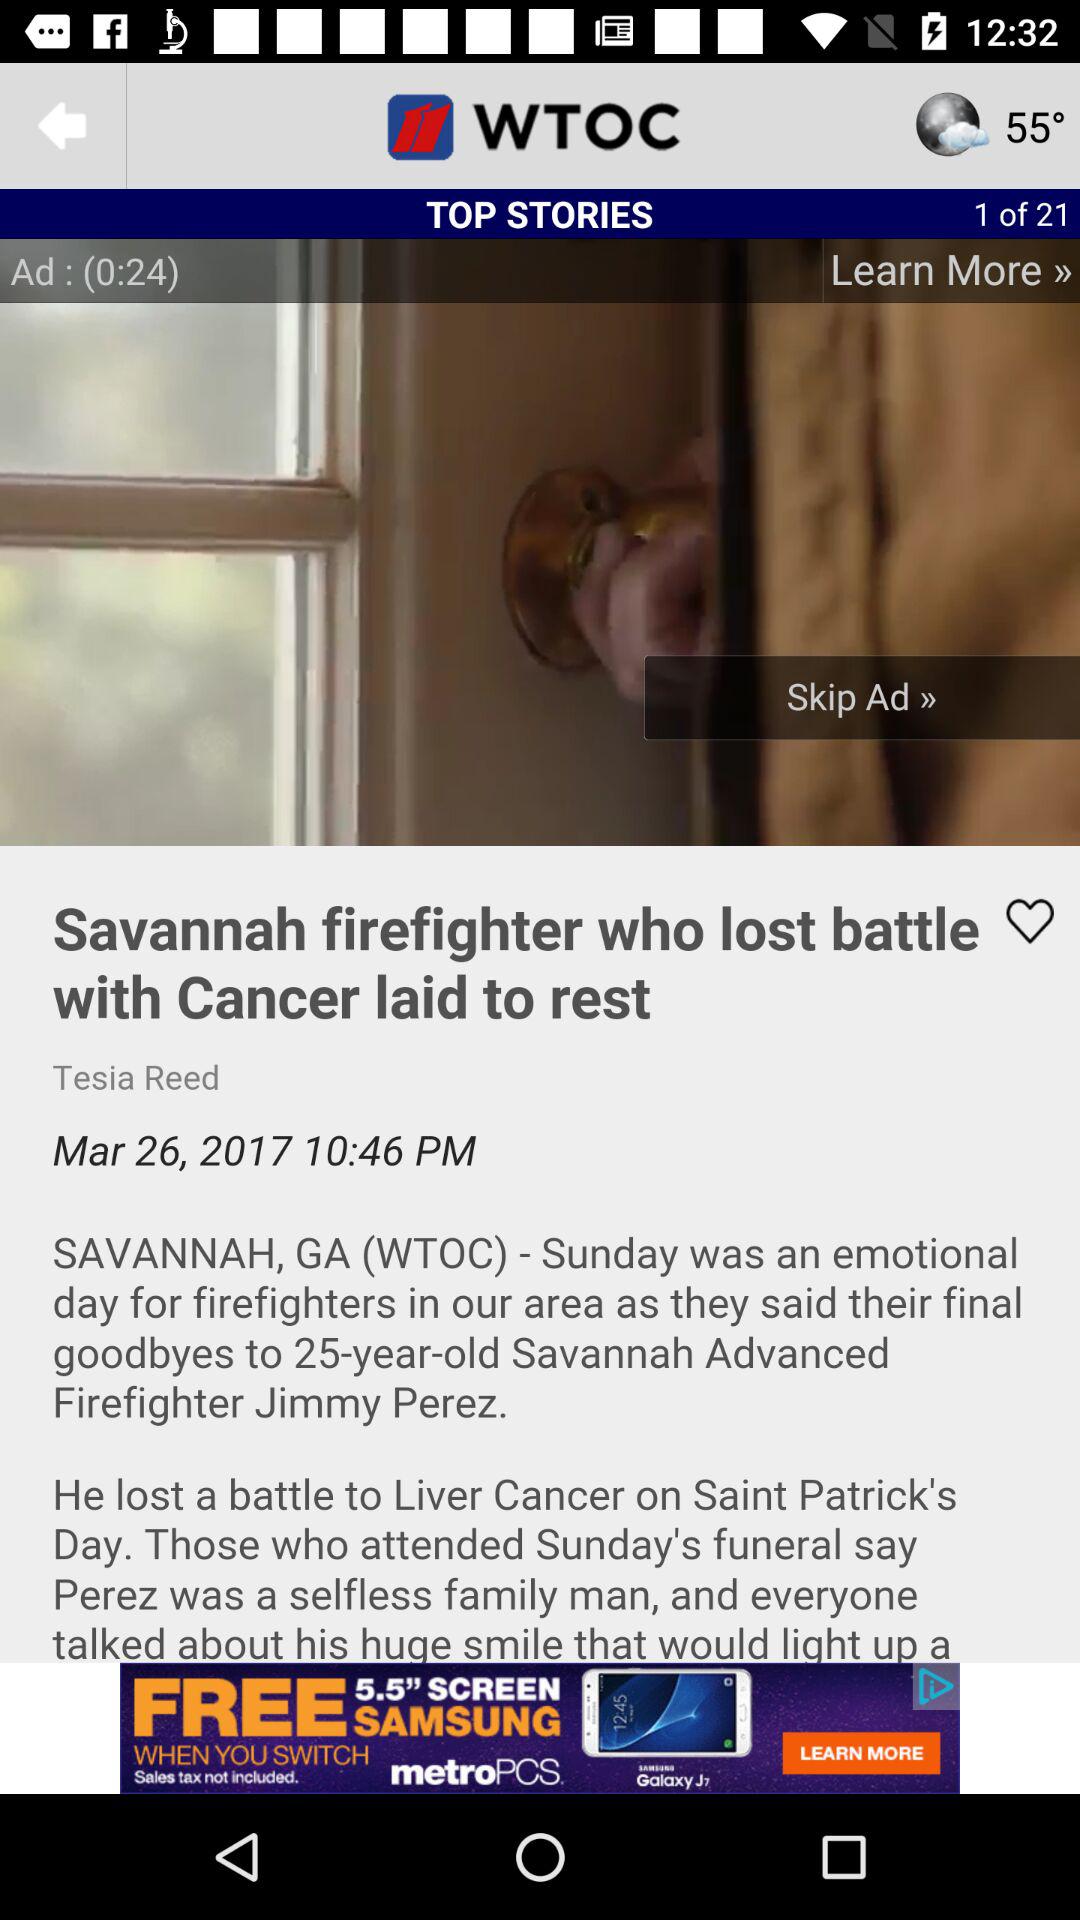 12:32
WTOC
55°
TOP STORIES
1 of 21
Ad : (0:24)
Learn More »
Skip Ad »
Savannah firefighter who lost battle
with Cancer laid to rest
Tesia Reed
Mar 26, 2017 10:46 PM
SAVANNAH, GA (WTOC) - Sunday was an emotional
day for firefighters in our area as they said their final
goodbyes to 25-year-old Savannah Advanced
Firefighter Jimmy Perez.
He lost a battle to Liver Cancer on Saint Patrick's
Day. Those who attended Sunday's funeral say
Perez was a selfless family man, and everyone
talked about his huge smile that would light up a
FREE 5.5” SCREEN
SAMSUNG
WHEN YOU SWITCH
Sales tax not included.
metroPCS.
12:45
SAMSUNG
Galaxy J7
LEARN MORE